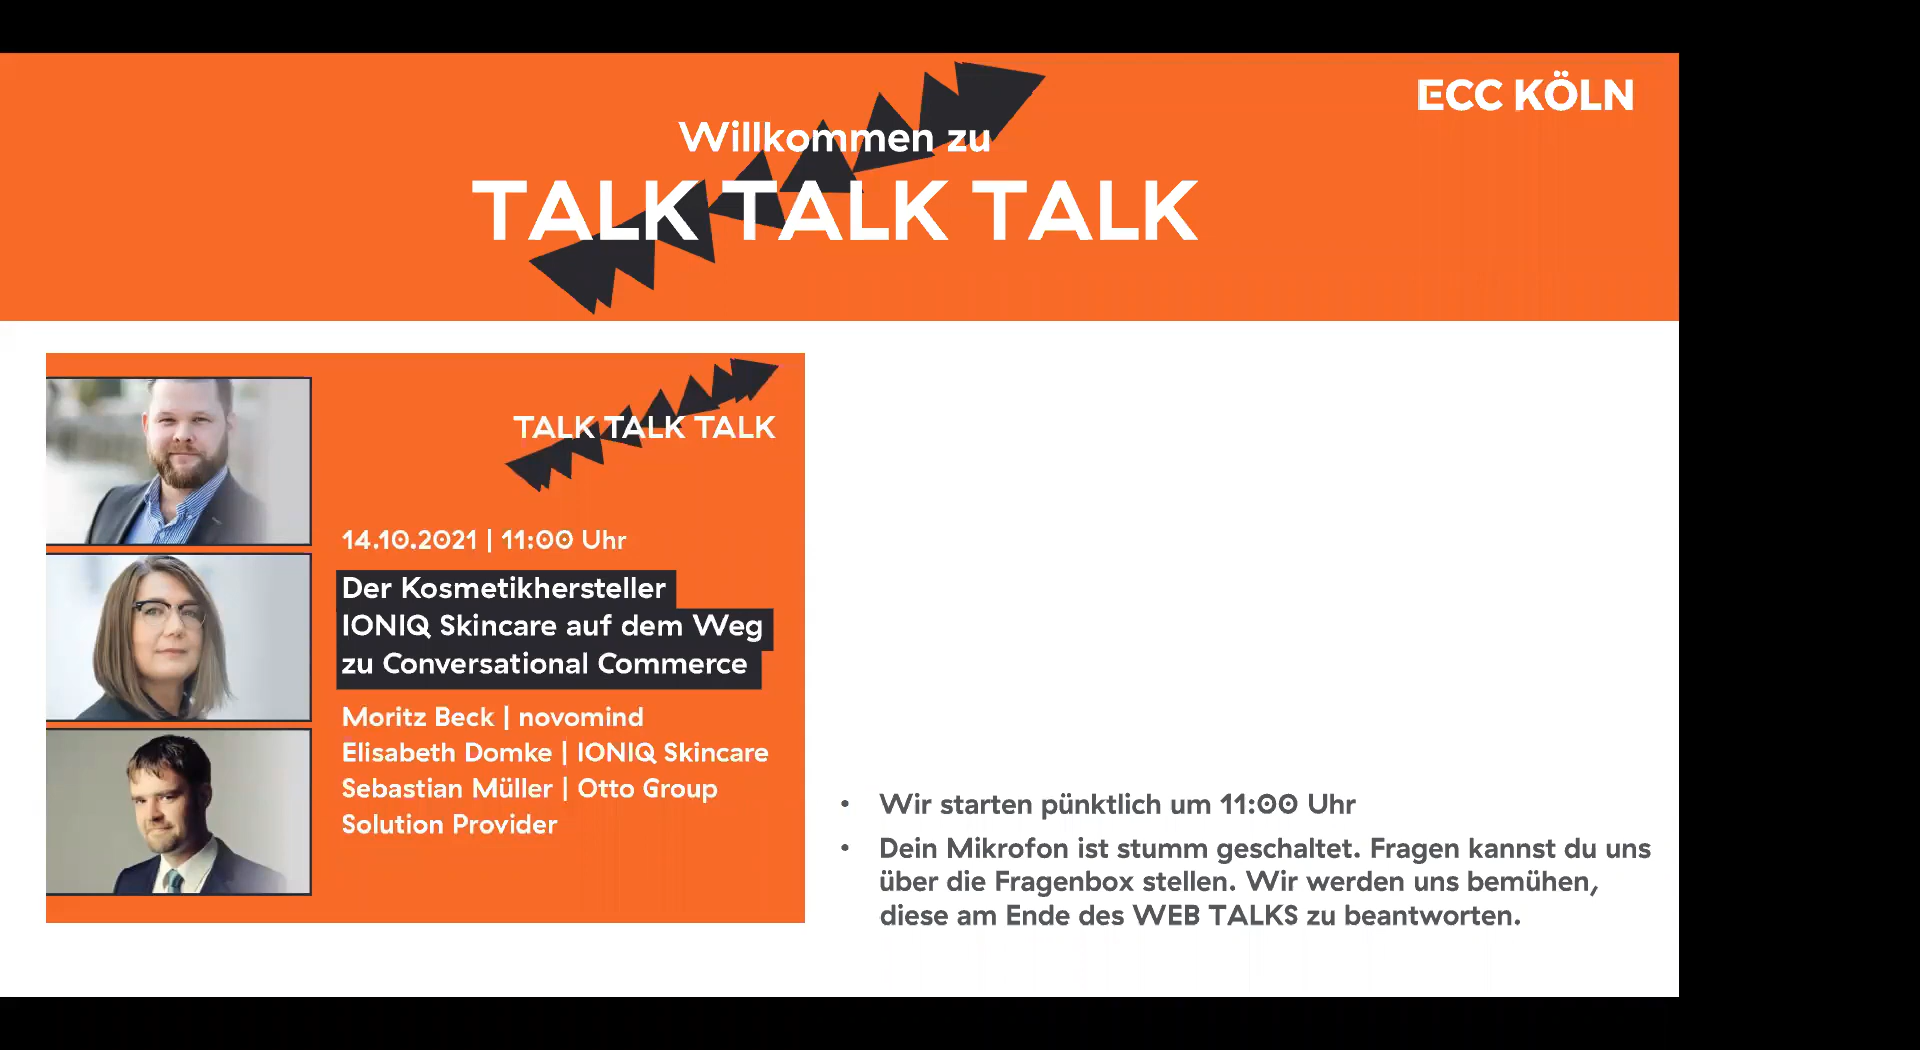 ECC KÖLN
Willkommen zu
TALK TALK TALK
TALK TALK TALK
14.10.2021 | 11:00 Uhr
Der Kosmetikhersteller
IONIQ Skincare auf dem Weg
zu Conversational Commerce
Moritz Beck | novomind
Elisabeth Domke | IONIQ Skincare
Sebastian Müller | Otto Group
Solution Provider
• Wir starten pünktlich um 11:00 Uhr
• Dein Mikrofon ist stumm geschaltet. Fragen kannst du uns
über die Fragenbox stellen. Wir werden uns bemühen,
diese am Ende des WEB TALKS zu beantworten.